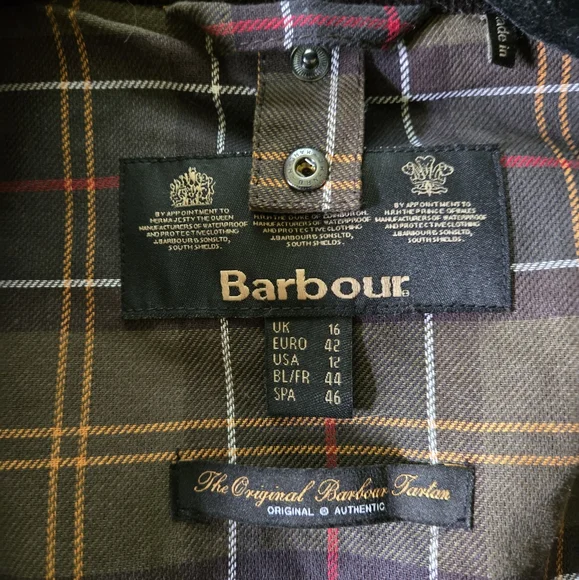 made in
BY APPOINTMENT TO
HER MAJESTY THE QUEEN
MANUFACTURERS OF WATERPROOF
AND PROTECTIVE CLOTHING
J.BARBOUR & SONS LTD,
SOUTH SHIELDS.
H.R.H THE DUKE OF EDINBURGH
MANUFACTURERS OF WATERPROOF
AND PROTECTIVE CLOTHING
J.BARBOUR & SONS LTD,
SOUTH SHIELDS.
BY APPOINTMENT TO
H.R.H THE PRINCE OF WALES
MANUFACTURERS OF WATERPROOF
AND PROTECTIVE CLOTHING
J.BARBOUR & SONS LTD,
SOUTH SHIELDS.
Barbour®
UK 16
EURO 42
USA 12
BL/FR 44
SPA 46
The Original Barbour Tartan
ORIGINAL & AUTHENTIC